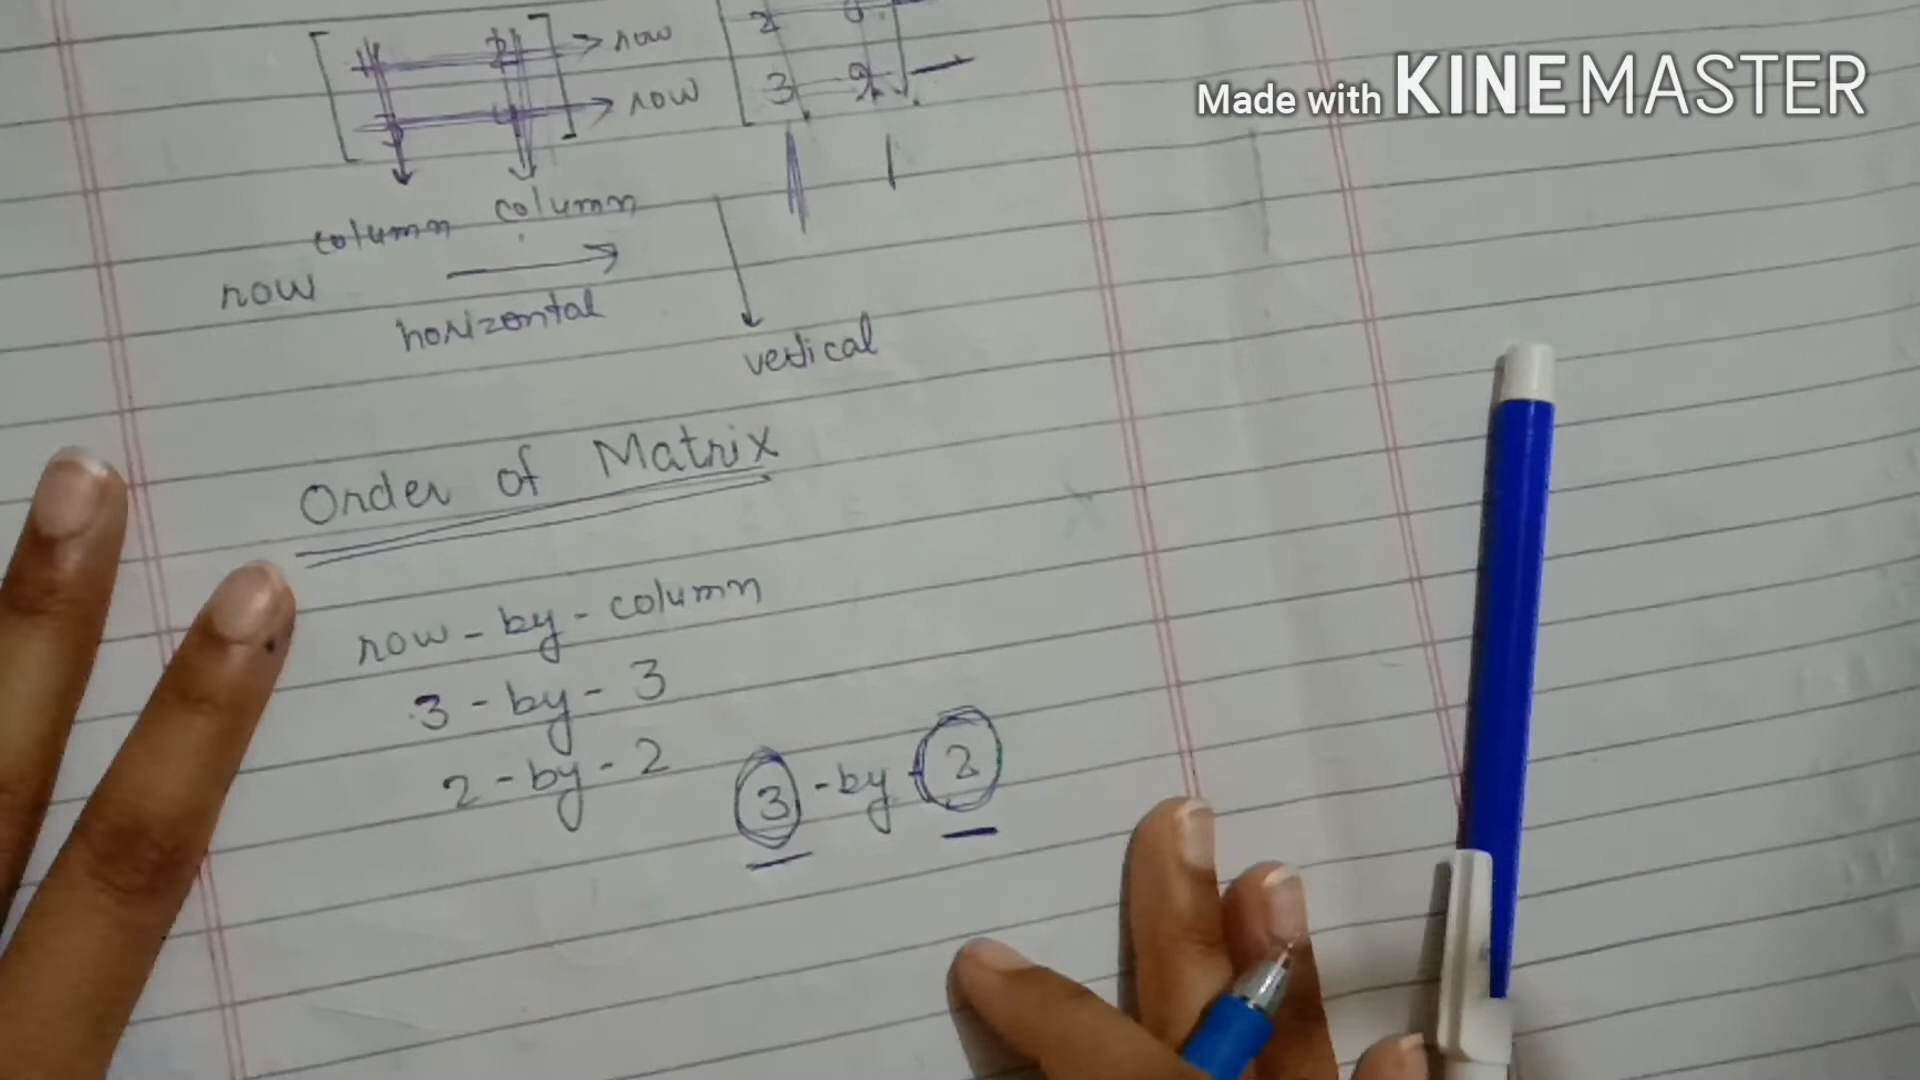 → row
→ row
3 9
column column
row → horizontal
vertical
Order of Matrix
row - by - column
3 - by - 3
2 - by - 2
3 - by - 2
Made with KINEMASTER